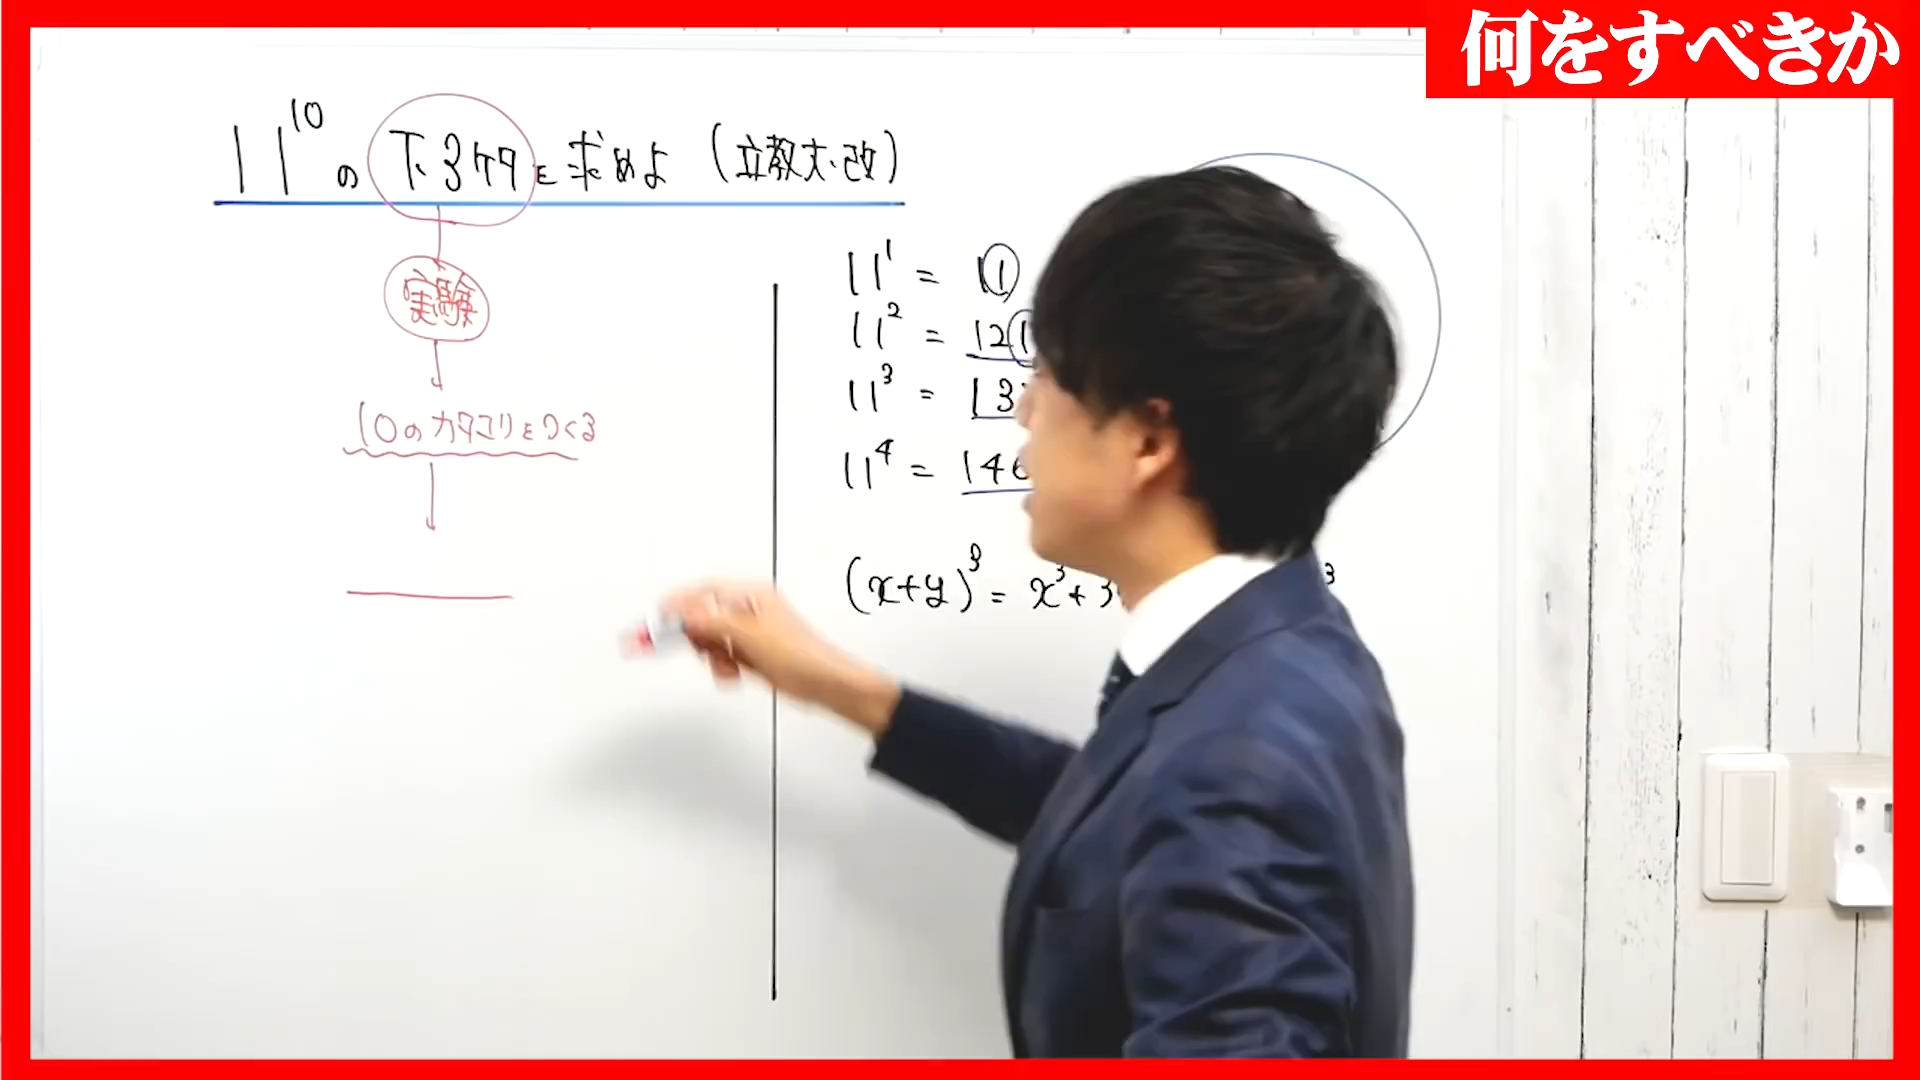 何をすべきか
11^10 の 下3ケタを求めよ (立教大・改)
実験
10のカタマリをつくる
11^1 = 11
11^2 = 121
11^3 = 13
11^4 = 146
(x+y)^3 = x^3 + 3
3